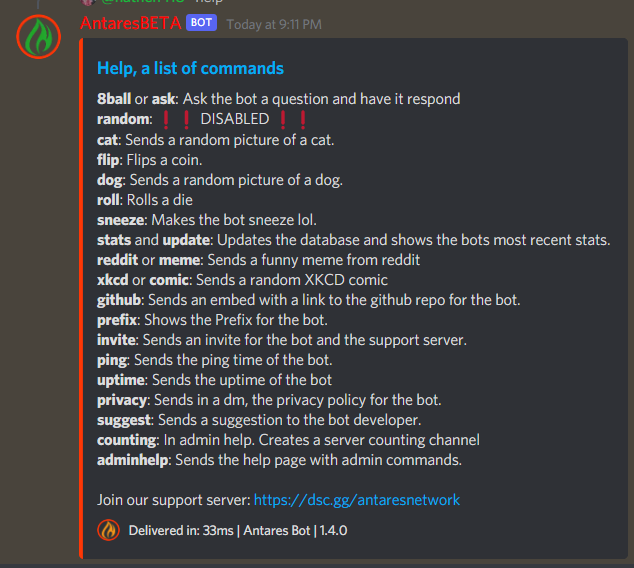 AntaresBETA BOT Today at 9:11 PM
Help, a list of commands
8ball or ask: Ask the bot a question and have it respond
random: ❗ ❗ DISABLED ❗ ❗
cat: Sends a random picture of a cat.
flip: Flips a coin.
dog: Sends a random picture of a dog.
roll: Rolls a die
sneeze: Makes the bot sneeze lol.
stats and update: Updates the database and shows the bots most recent stats.
reddit or meme: Sends a funny meme from reddit
xkcd or comic: Sends a random XKCD comic
github: Sends an embed with a link to the github repo for the bot.
prefix: Shows the Prefix for the bot.
invite: Sends an invite for the bot and the support server.
ping: Sends the ping time of the bot.
uptime: Sends the uptime of the bot
privacy: Sends in a dm, the privacy policy for the bot.
suggest: Sends a suggestion to the bot developer.
counting: In admin help. Creates a server counting channel
adminhelp: Sends the help page with admin commands.
Join our support server: https://dsc.gg/antaresnetwork
Delivered in: 33ms | Antares Bot | 1.4.0